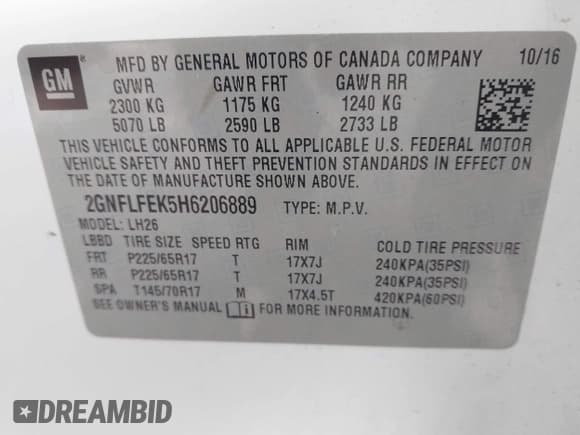 GM ® MFD BY GENERAL MOTORS OF CANADA COMPANY 10/16
GVWR GAWR FRT GAWR RR
2300 KG 1175 KG 1240 KG
5070 LB 2590 LB 2733 LB
THIS VEHICLE CONFORMS TO ALL APPLICABLE U.S. FEDERAL MOTOR
VEHICLE SAFETY AND THEFT PREVENTION STANDARDS IN EFFECT ON
THE DATE OF MANUFACTURE SHOWN ABOVE.
2GNFLFEK5H6206889 TYPE: M.P.V.
MODEL: LH26
LBBD TIRE SIZE SPEED RTG RIM COLD TIRE PRESSURE
FRT P225/65R17 T 17X7J 240KPA(35PSI)
RR P225/65R17 T 17X7J 240KPA(35PSI)
SPA T145/70R17 M 17X4.5T 420KPA(60PSI)
SEE OWNER'S MANUAL i FOR MORE INFORMATION.
DREAMBID